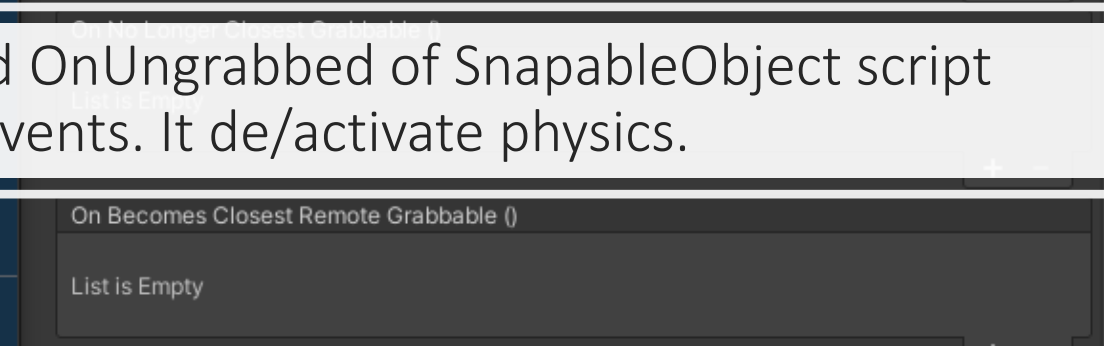 On No Longer Closest Grabbable ()
d OnUngrabbed of SnapableObject script
List is Empty
vents. It de/activate physics.
On Becomes Closest Remote Grabbable ()
List is Empty